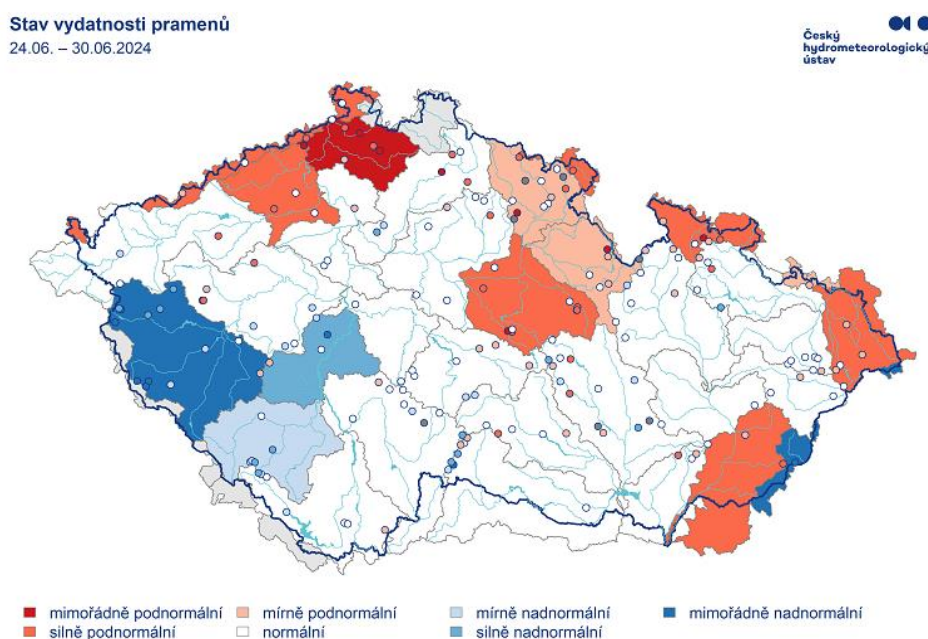 Stav vydatnosti pramenů
24.06. – 30.06.2024
Český
hydrometeorologický
ústav
mimořádně podnormální
mírně podnormální
mírně nadnormální
mimořádně nadnormální
silně podnormální
normální
silně nadnormální